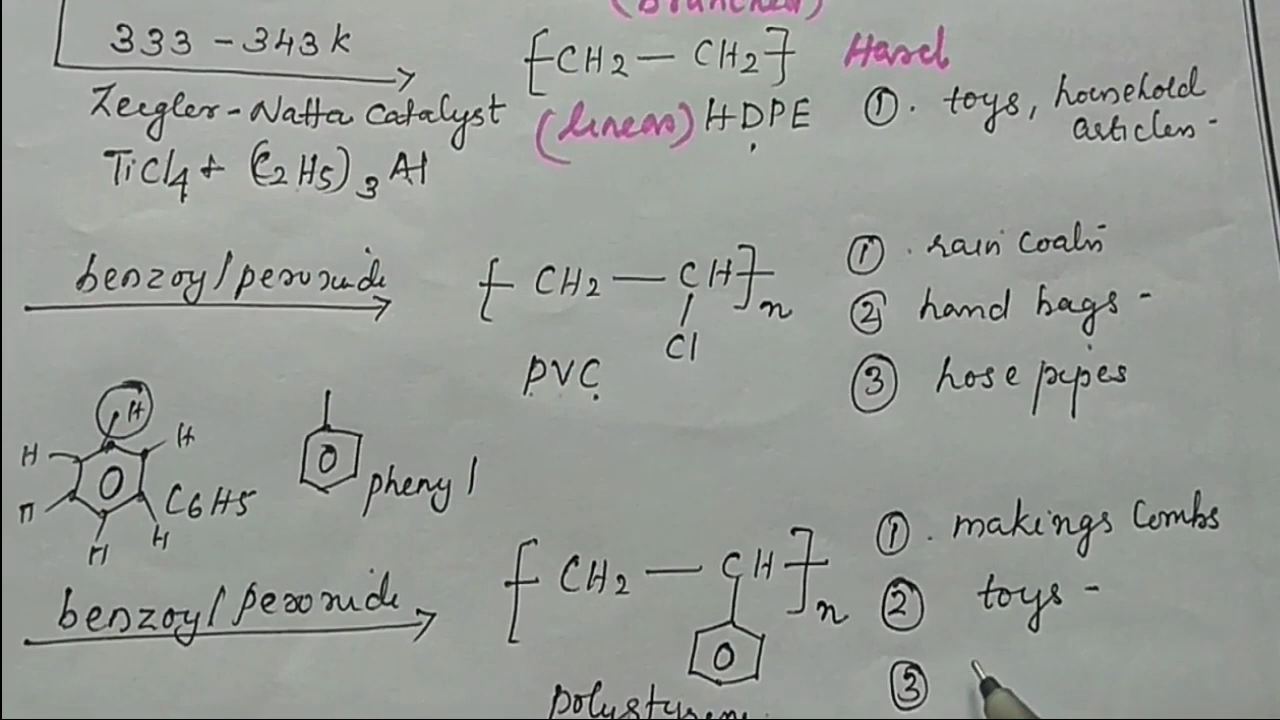 (Branched)
333 - 343 K
[CH2 — CH2] Hard
Zeigler-Natta Catalyst
(linear) HDPE
① . toys, household articles -
TiCl4 + (C2H5)3 Al
benzoyl peroxide
[ CH2 — CH ]n
Cl
PVC
① . rain coats
② hand bags -
③ hose pipes
H
H H
H C6H5
H H
phenyl
benzoyl peroxide
[ CH2 — CH ]n
polystyrene
① . makings Combs
② toys -
③